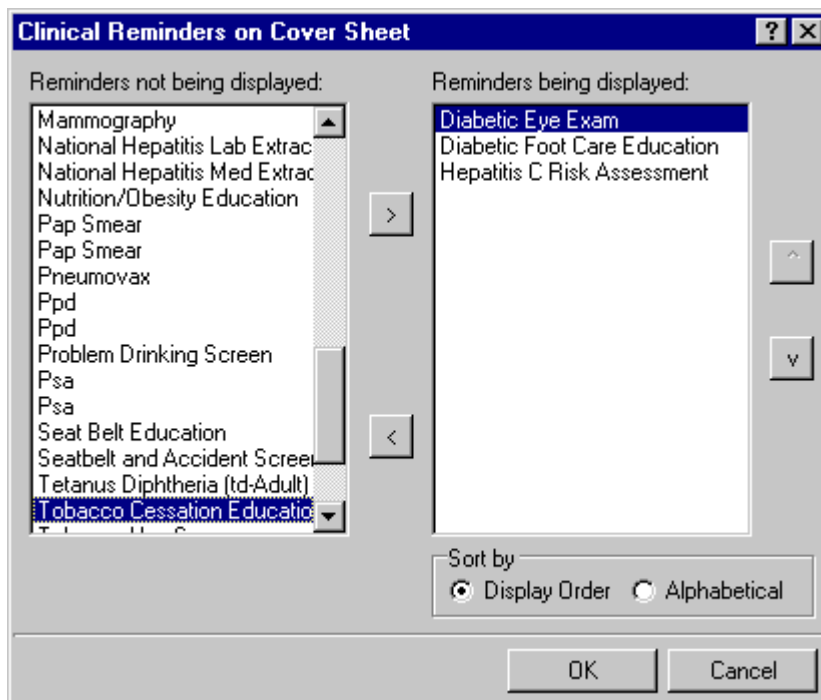 Clinical Reminders on Cover Sheet
Reminders not being displayed:
Mammography
National Hepatitis Lab Extrac
National Hepatitis Med Extrac
Nutrition/Obesity Education
Pap Smear
Pap Smear
Pneumovax
Ppd
Ppd
Problem Drinking Screen
Psa
Psa
Seat Belt Education
Seatbelt and Accident Screen
Tetanus Diphtheria (td-Adult)
Tobacco Cessation Educatio
>
<
Reminders being displayed:
Diabetic Eye Exam
Diabetic Foot Care Education
Hepatitis C Risk Assessment
^
v
Sort by
Display Order
Alphabetical
OK
Cancel